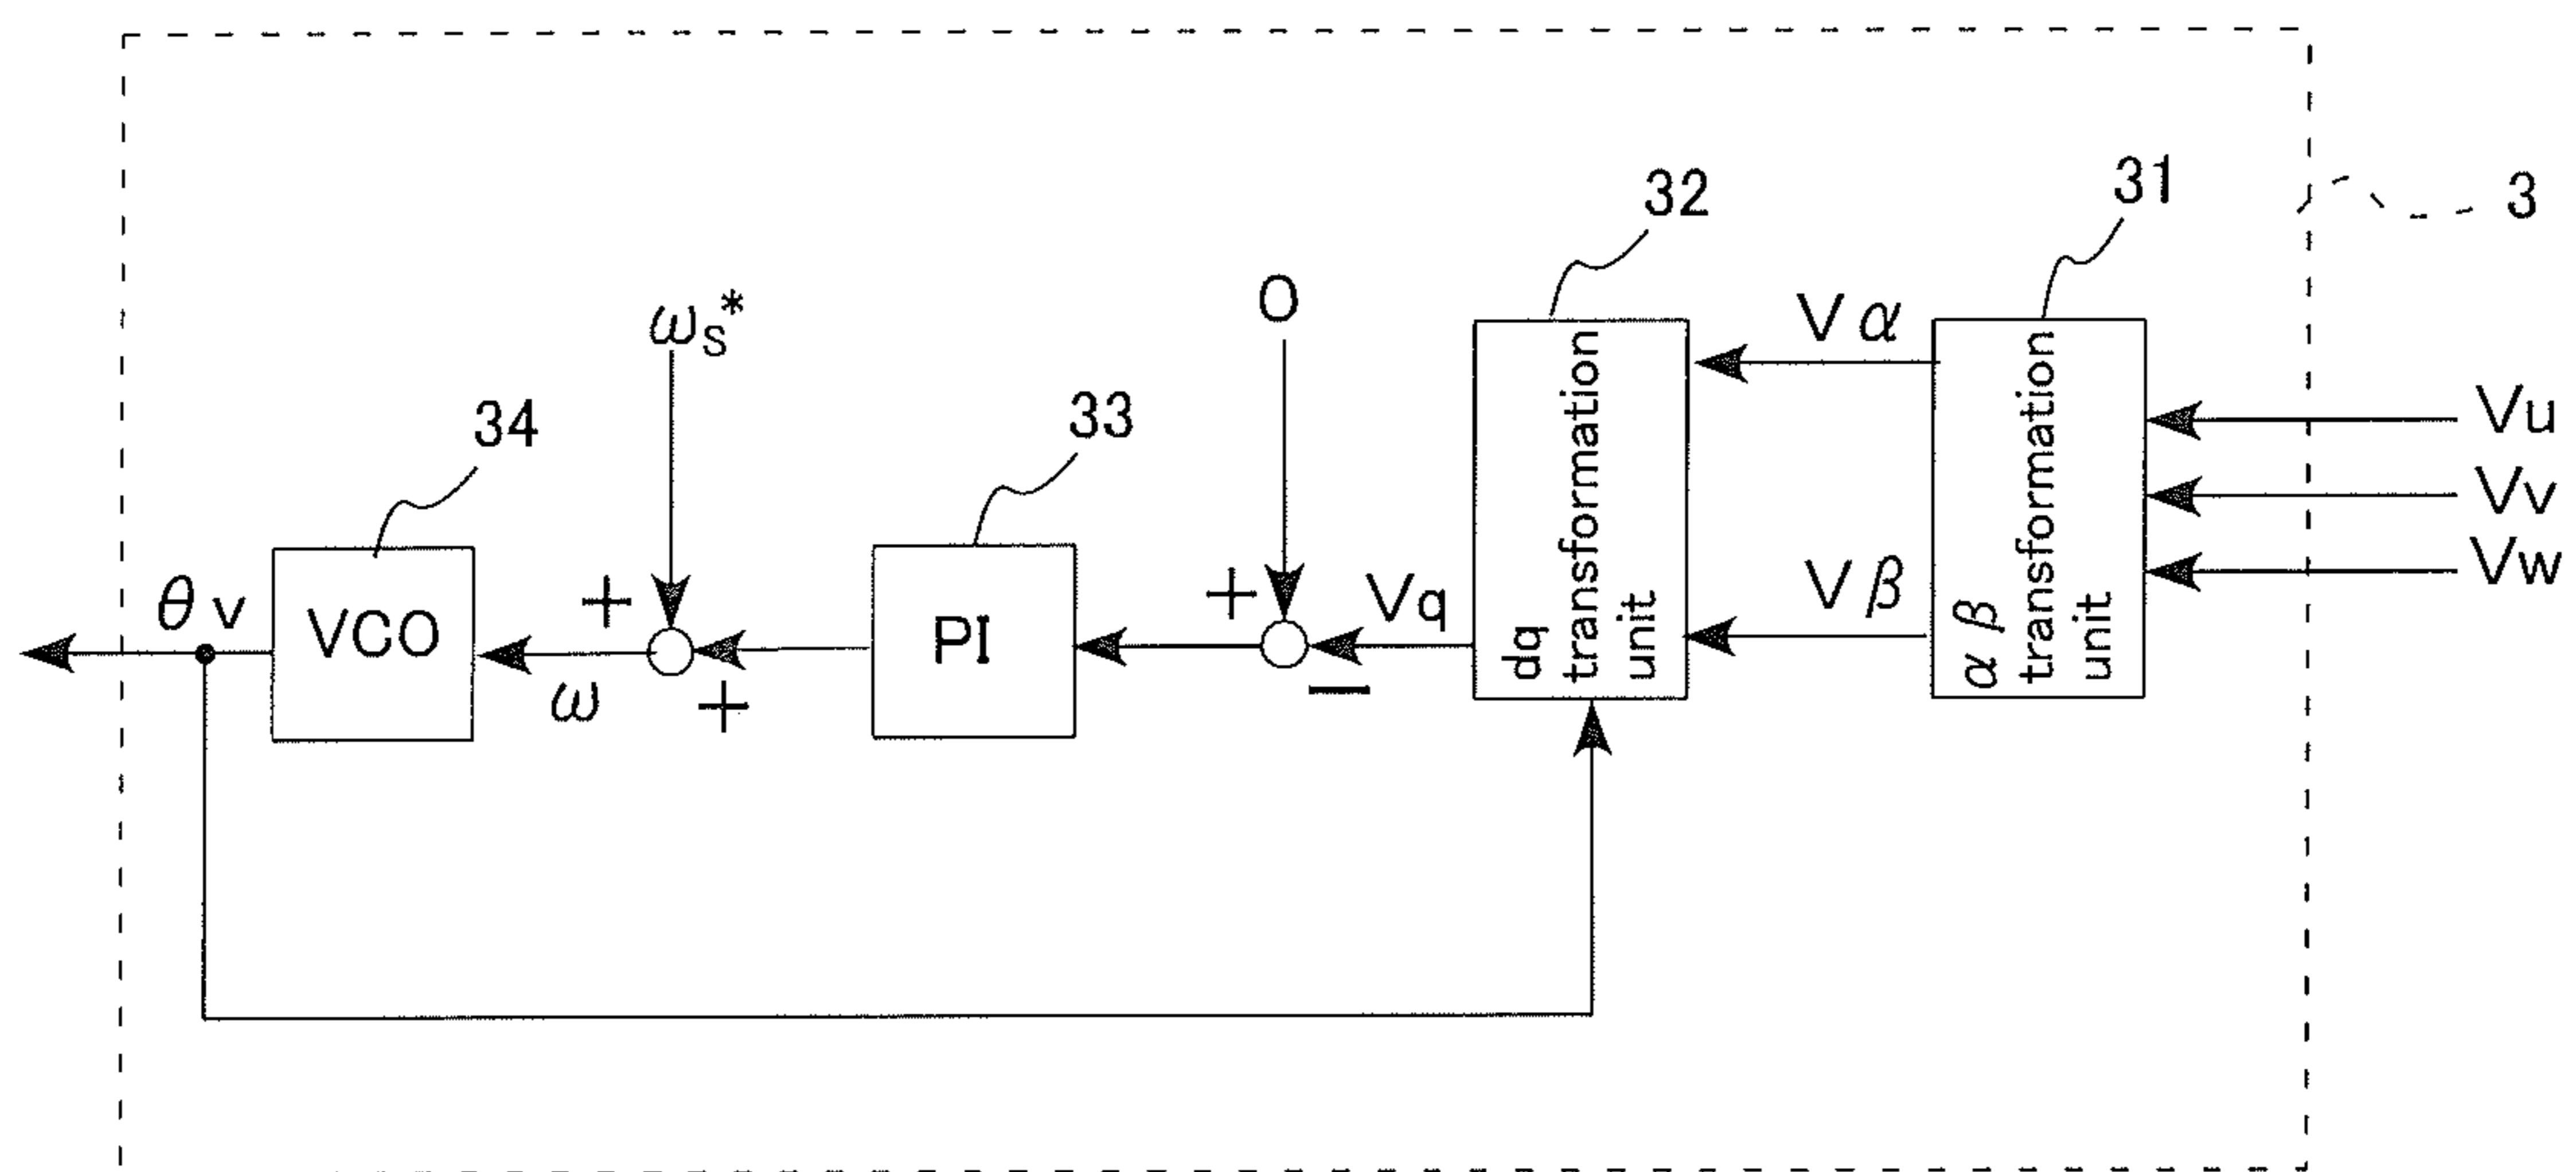 31
3
32
ωS*
0
Vα
33
34
Vu
Vv
Vw
θv
VCO
+
ω
+
PI
+
−
Vq
dq
transformation
unit
Vβ
αβ
transformation
unit